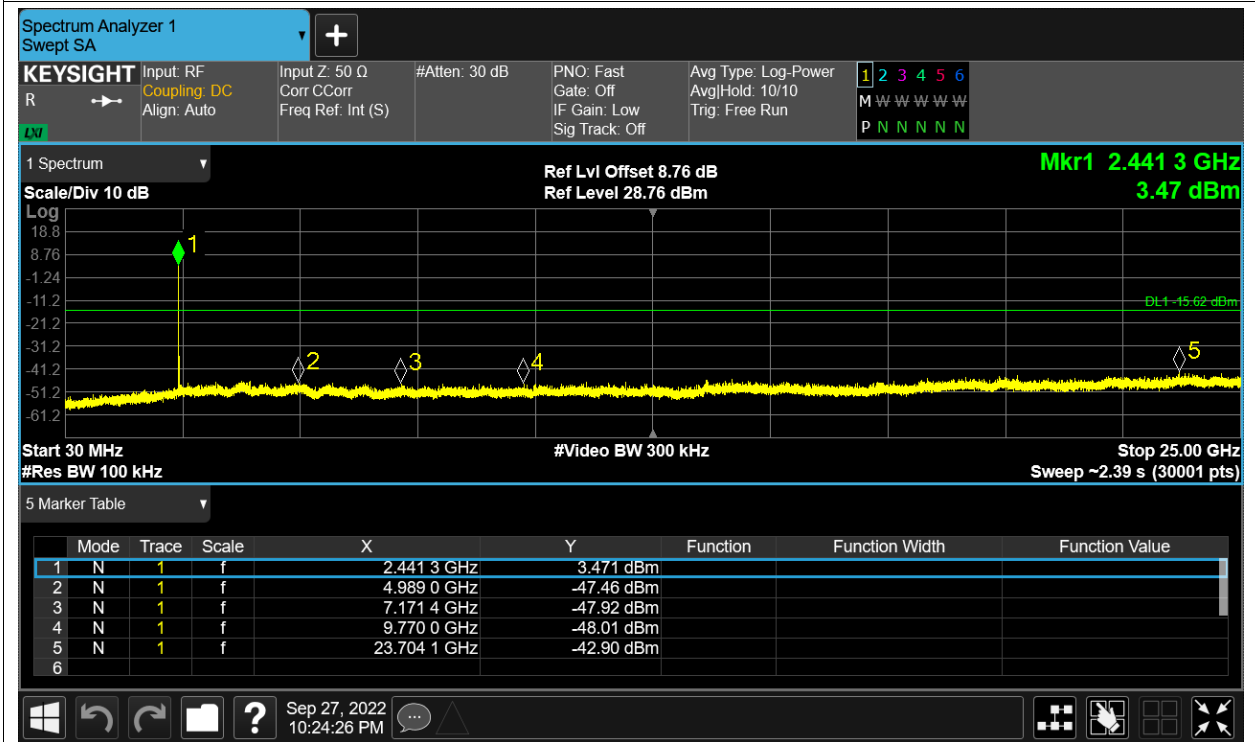 Spectrum Analyzer 1
Swept SA
KEYSIGHT
R
LXI
Input: RF
Coupling: DC
Align: Auto
Input Z: 50 Ω
Corr CCorr
Freq Ref: Int (S)
#Atten: 30 dB
PNO: Fast
Gate: Off
IF Gain: Low
Sig Track: Off
Avg Type: Log-Power
Avg|Hold: 10/10
Trig: Free Run
1 2 3 4 5 6
M W W W W W
P N N N N N
1 Spectrum
Scale/Div 10 dB
Ref Lvl Offset 8.76 dB
Ref Level 28.76 dBm
Mkr1 2.441 3 GHz
3.47 dBm
Log
18.8
8.76
-1.24
-11.2
-21.2
-31.2
-41.2
-51.2
-61.2
1
2
3
4
5
DL1 -15.62 dBm
Start 30 MHz
#Res BW 100 kHz
#Video BW 300 kHz
Stop 25.00 GHz
Sweep ~2.39 s (30001 pts)
5 Marker Table
Mode Trace Scale X Y Function Function Width Function Value
1 N 1 f 2.441 3 GHz 3.471 dBm
2 N 1 f 4.989 0 GHz -47.46 dBm
3 N 1 f 7.171 4 GHz -47.92 dBm
4 N 1 f 9.770 0 GHz -48.01 dBm
5 N 1 f 23.704 1 GHz -42.90 dBm
6
?
Sep 27, 2022
10:24:26 PM